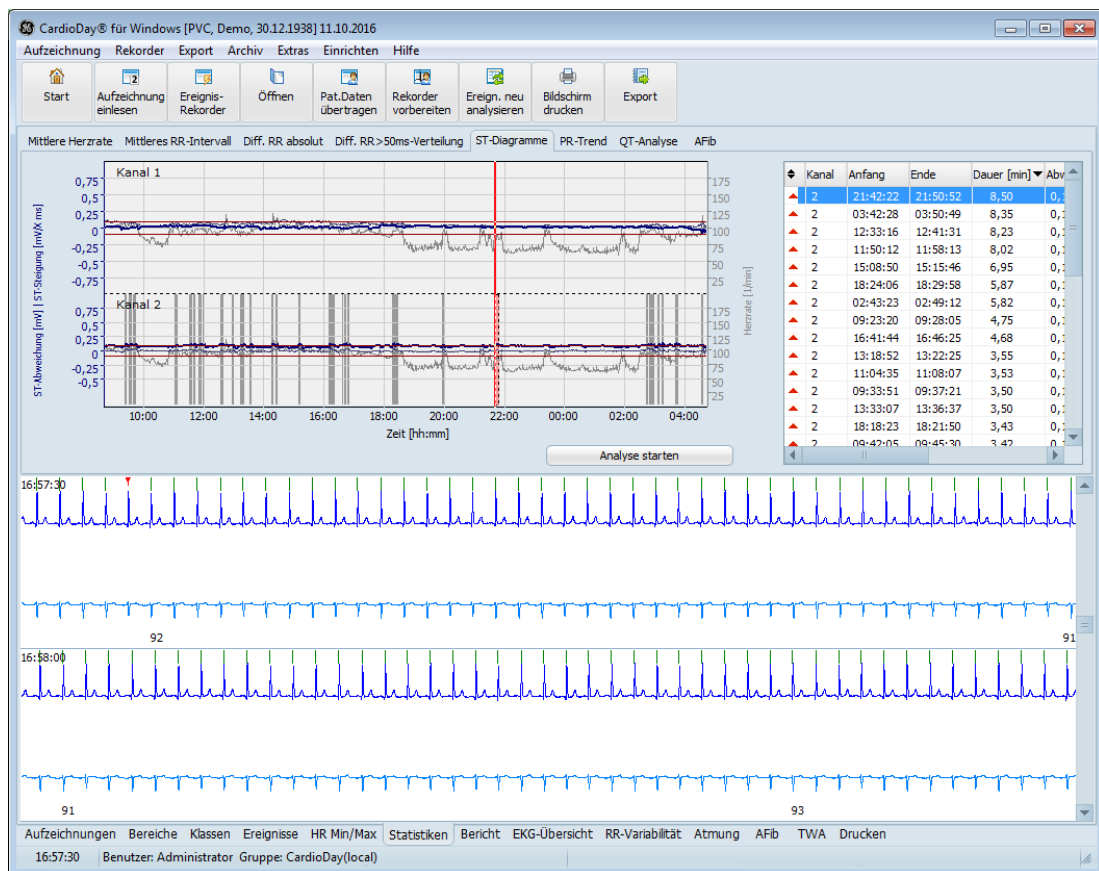 CardioDay® für Windows [PVC, Demo, 30.12.1938] 11.10.2016
Aufzeichnung Rekorder Export Archiv Extras Einrichten Hilfe
Start
Aufzeichnung einlesen
Ereignis-Rekorder
Öffnen
Pat.Daten übertragen
Rekorder vorbereiten
Ereign. neu analysieren
Bildschirm drucken
Export
Mittlere Herzrate Mittleres RR-Intervall Diff. RR absolut Diff. RR>50ms-Verteilung ST-Diagramme PR-Trend QT-Analyse AFib
ST-Abweichung [mV] | ST-Steigung [mV/X ms]
Kanal 1
0,75
0,5
0,25
0
-0,25
-0,5
-0,75
175
150
125
100
75
50
25
Kanal 2
0,75
0,5
0,25
0
-0,25
-0,5
175
150
125
100
75
50
25
Herzrate [1/min]
10:00 12:00 14:00 16:00 18:00 20:00 22:00 00:00 02:00 04:00
Zeit [hh:mm]
Analyse starten
Kanal Anfang Ende Dauer [min]
2 21:42:22 21:50:52 8,50
2 03:42:28 03:50:49 8,35
2 12:33:16 12:41:31 8,23
2 11:50:12 11:58:13 8,02
2 15:08:50 15:15:46 6,95
2 18:24:06 18:29:58 5,87
2 02:43:23 02:49:12 5,82
2 09:23:20 09:28:05 4,75
2 16:41:44 16:46:25 4,68
2 13:18:52 13:22:25 3,55
2 11:04:35 11:08:07 3,53
2 09:33:51 09:37:21 3,50
2 13:33:07 13:36:37 3,50
2 18:18:23 18:21:50 3,43
2 09:42:05 09:45:30 3,42
16:57:30
92 91
16:58:00
91 93
Aufzeichnungen Bereiche Klassen Ereignisse HR Min/Max Statistiken Bericht EKG-Übersicht RR-Variabilität Atmung AFib TWA Drucken
16:57:30 Benutzer: Administrator Gruppe: CardioDay(local)